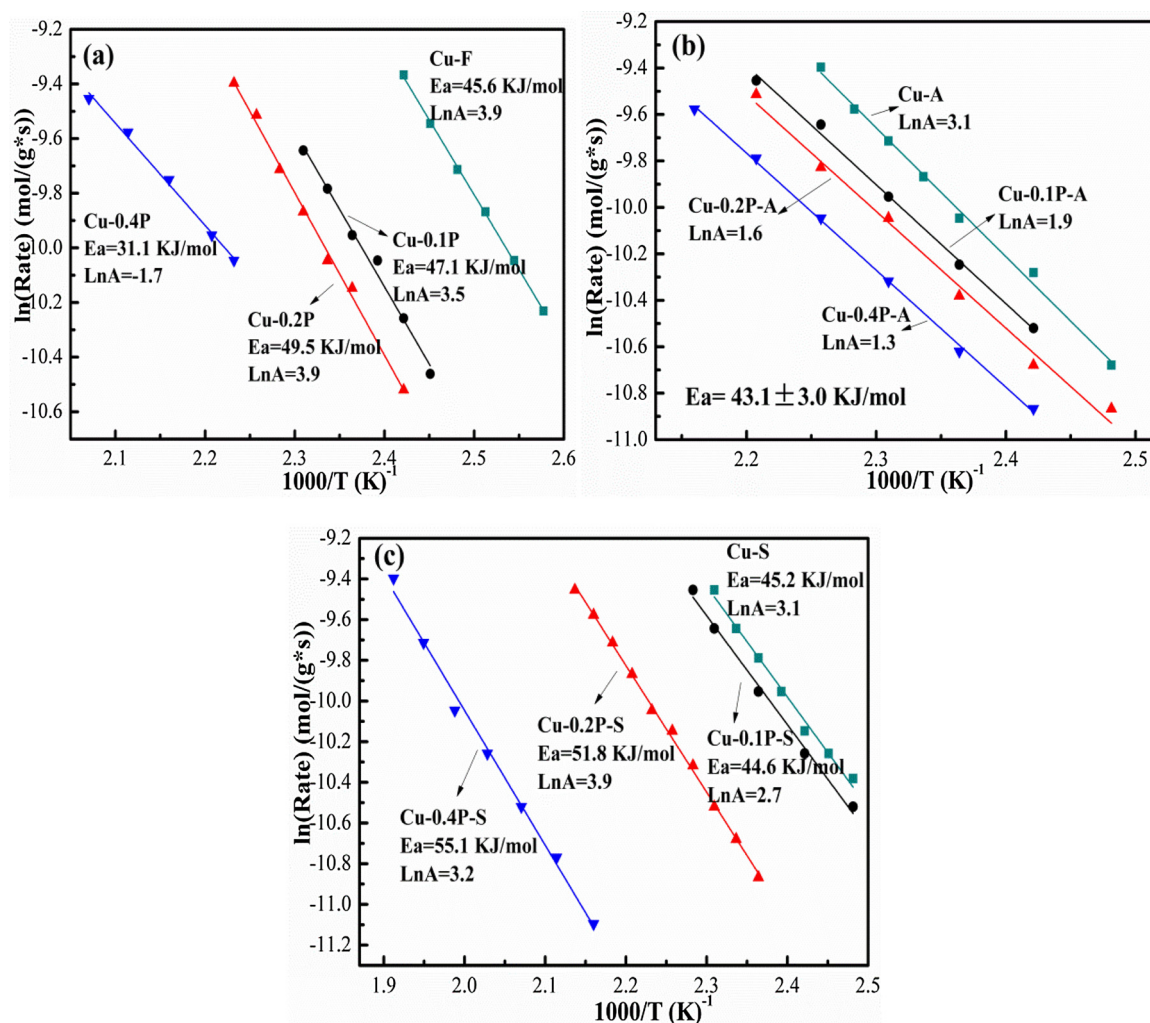 (a)
Cu-F
Ea=45.6 KJ/mol
LnA=3.9
Cu-0.4P
Ea=31.1 KJ/mol
LnA=-1.7
Cu-0.1P
Ea=47.1 KJ/mol
LnA=3.5
Cu-0.2P
Ea=49.5 KJ/mol
LnA=3.9
ln(Rate) (mol/(g*s))
-9.2
-9.4
-9.6
-9.8
-10.0
-10.2
-10.4
-10.6
2.1 2.2 2.3 2.4 2.5 2.6
1000/T (K)-1
(b)
Cu-A
LnA=3.1
Cu-0.2P-A
LnA=1.6
Cu-0.1P-A
LnA=1.9
Cu-0.4P-A
LnA=1.3
Ea= 43.1±3.0 KJ/mol
ln(Rate) (mol/(g*s))
-9.2
-9.4
-9.6
-9.8
-10.0
-10.2
-10.4
-10.6
-10.8
-11.0
2.2 2.3 2.4 2.5
1000/T (K)-1
(c)
Cu-S
Ea=45.2 KJ/mol
LnA=3.1
Cu-0.2P-S
Ea=51.8 KJ/mol
LnA=3.9
Cu-0.1P-S
Ea=44.6 KJ/mol
LnA=2.7
Cu-0.4P-S
Ea=55.1 KJ/mol
LnA=3.2
ln(Rate) (mol/(g*s))
-9.2
-9.4
-9.6
-9.8
-10.0
-10.2
-10.4
-10.6
-10.8
-11.0
-11.2
1.9 2.0 2.1 2.2 2.3 2.4 2.5
1000/T (K)-1